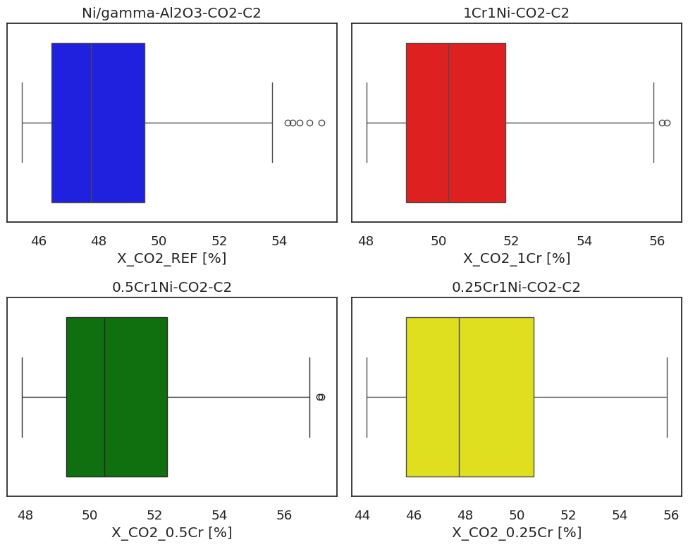 Ni/gamma-Al2O3-CO2-C2
1Cr1Ni-CO2-C2
46 48 50 52 54
48 50 52 54 56
X_CO2_REF [%]
X_CO2_1Cr [%]
0.5Cr1Ni-CO2-C2
0.25Cr1Ni-CO2-C2
48 50 52 54 56
44 46 48 50 52 54 56
X_CO2_0.5Cr [%]
X_CO2_0.25Cr [%]